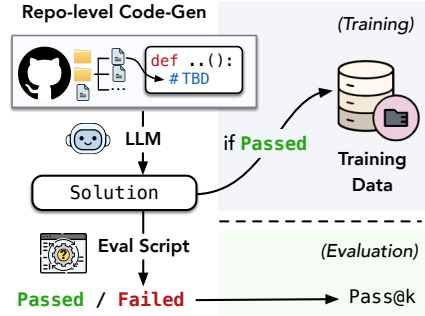 Repo-level Code-Gen
def ..():
# TBD
...
LLM
Solution
Eval Script
?
Passed / Failed
(Training)
if Passed
Training
Data
(Evaluation)
Pass@k